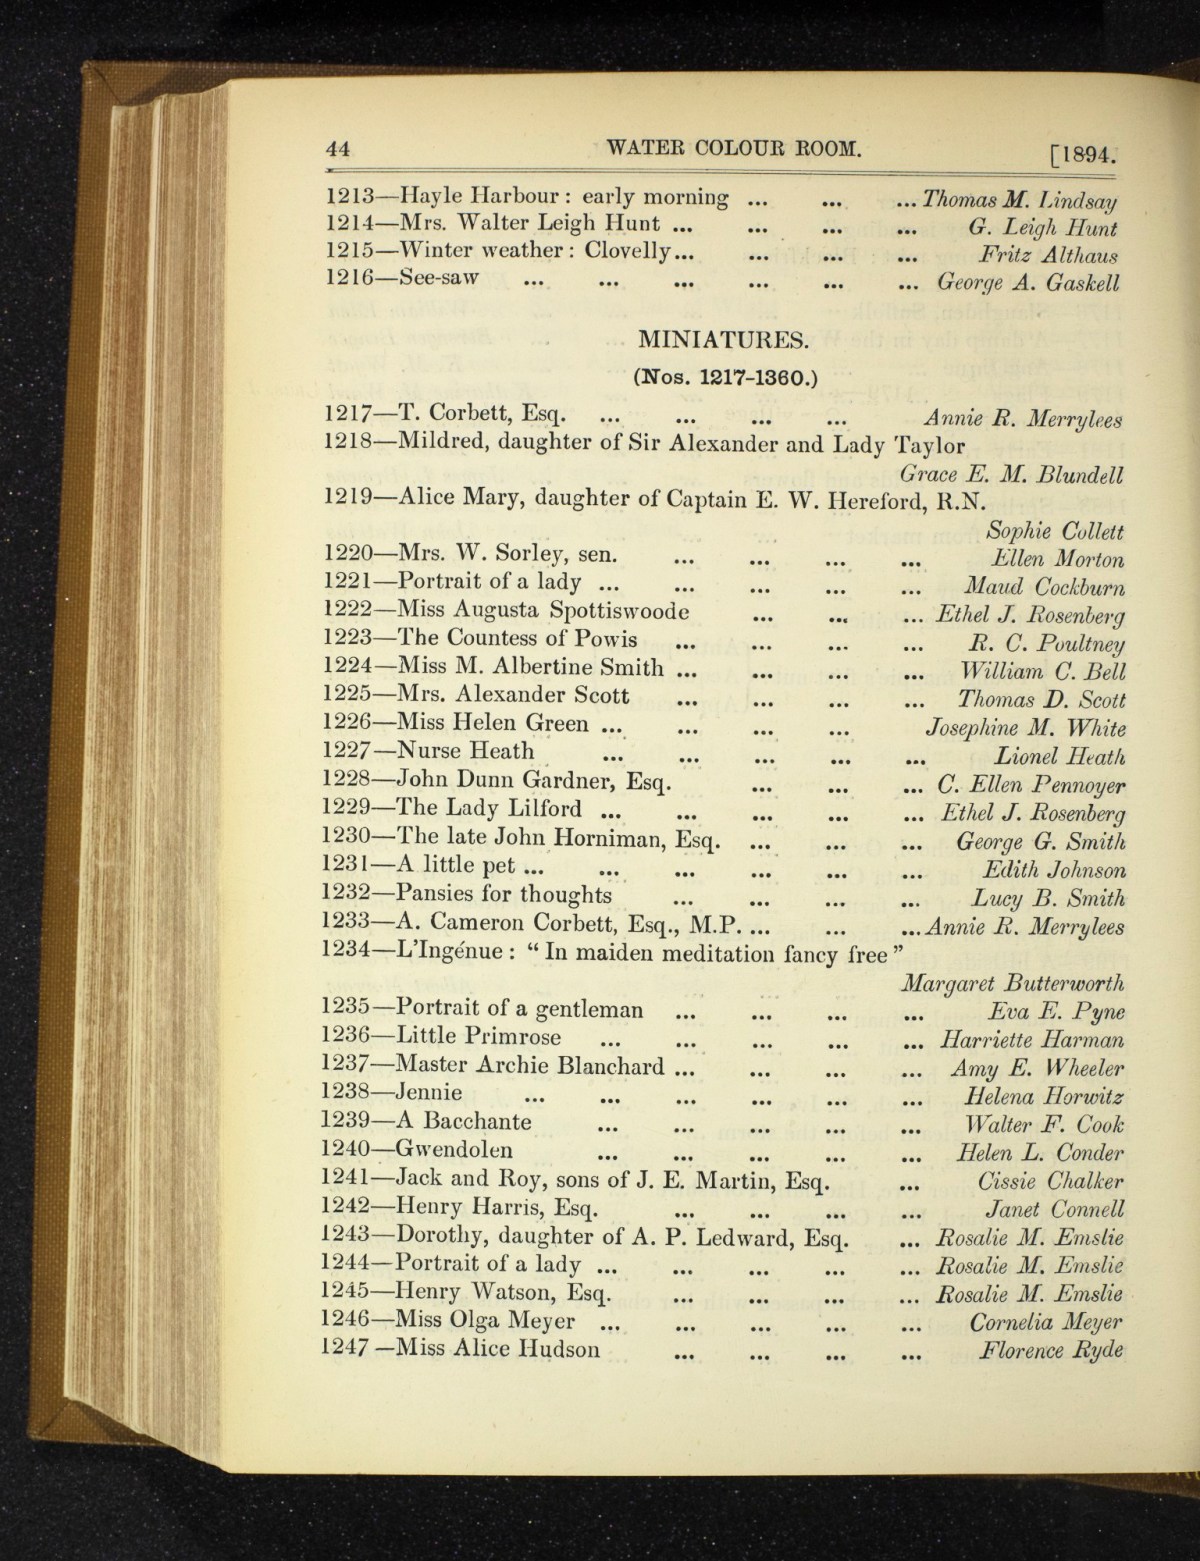 44 WATER COLOUR ROOM. [1894.
1213—Hayle Harbour : early morning ... ... ... Thomas M. Lindsay
1214—Mrs. Walter Leigh Hunt ... ... ... ... G. Leigh Hunt
1215—Winter weather : Clovelly... ... ... ... Fritz Althaus
1216—See-saw ... ... ... ... ... ... George A. Gaskell
MINIATURES.
(Nos. 1217-1360.)
1217—T. Corbett, Esq. ... ... ... ... Annie R. Merrylees
1218—Mildred, daughter of Sir Alexander and Lady Taylor
Grace E. M. Blundell
1219—Alice Mary, daughter of Captain E. W. Hereford, R.N.
Sophie Collett
1220—Mrs. W. Sorley, sen. ... ... ... ... Ellen Morton
1221—Portrait of a lady ... ... ... ... ... Maud Cockburn
1222—Miss Augusta Spottiswoode ... ... ... Ethel J. Rosenberg
1223—The Countess of Powis ... ... ... ... R. C. Poultney
1224—Miss M. Albertine Smith ... ... ... ... William C. Bell
1225—Mrs. Alexander Scott ... ... ... ... Thomas D. Scott
1226—Miss Helen Green ... ... ... ... Josephine M. White
1227—Nurse Heath ... ... ... ... ... Lionel Heath
1228—John Dunn Gardner, Esq. ... ... ... C. Ellen Pennoyer
1229—The Lady Lilford ... ... ... ... ... Ethel J. Rosenberg
1230—The late John Horniman, Esq. ... ... ... George G. Smith
1231—A little pet ... ... ... ... ... ... Edith Johnson
1232—Pansies for thoughts ... ... ... ... Lucy B. Smith
1233—A. Cameron Corbett, Esq., M.P. ... ... ... Annie R. Merrylees
1234—L'Ingénue : “ In maiden meditation fancy free ”
Margaret Butterworth
1235—Portrait of a gentleman ... ... ... ... Eva E. Pyne
1236—Little Primrose ... ... ... ... ... Harriette Harman
1237—Master Archie Blanchard ... ... ... ... Amy E. Wheeler
1238—Jennie ... ... ... ... ... ... Helena Horwitz
1239—A Bacchante ... ... ... ... ... Walter F. Cook
1240—Gwendolen ... ... ... ... ... Helen L. Conder
1241—Jack and Roy, sons of J. E. Martin, Esq. ... Cissie Chalker
1242—Henry Harris, Esq. ... ... ... ... Janet Connell
1243—Dorothy, daughter of A. P. Ledward, Esq. ... Rosalie M. Emslie
1244—Portrait of a lady ... ... ... ... ... Rosalie M. Emslie
1245—Henry Watson, Esq. ... ... ... ... Rosalie M. Emslie
1246—Miss Olga Meyer ... ... ... ... ... Cornelia Meyer
1247 —Miss Alice Hudson ... ... ... ... Florence Ryde